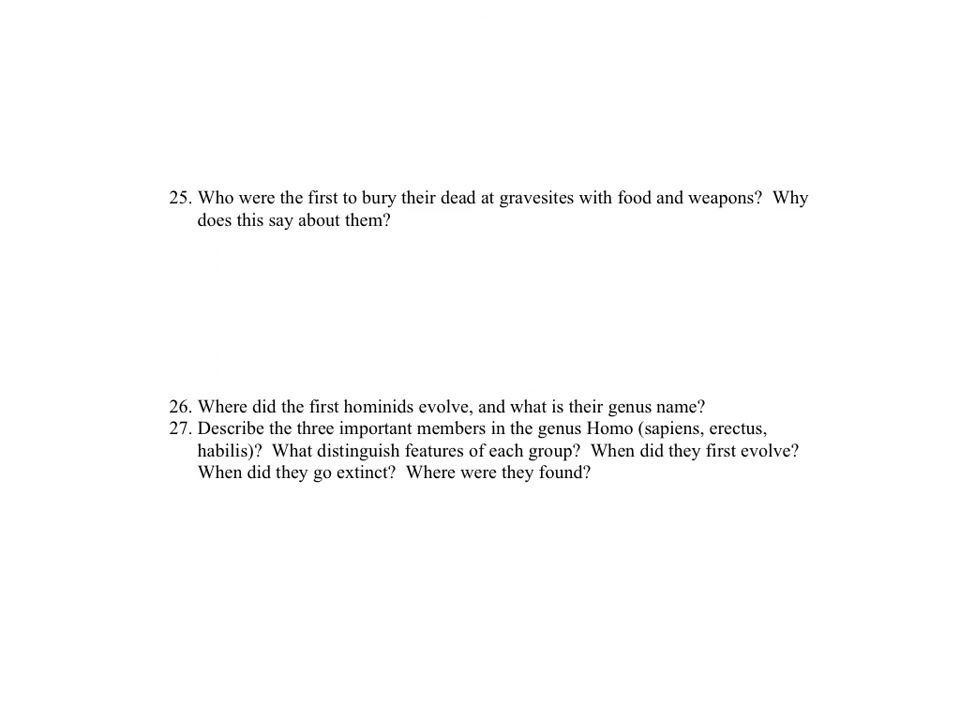 25. Who were the first to bury their dead at gravesites with food and weapons?  Why
does this say about them?
26. Where did the first hominids evolve, and what is their genus name?
27. Describe the three important members in the genus Homo (sapiens, erectus,
habilis)?  What distinguish features of each group?  When did they first evolve?
When did they go extinct?  Where were they found?